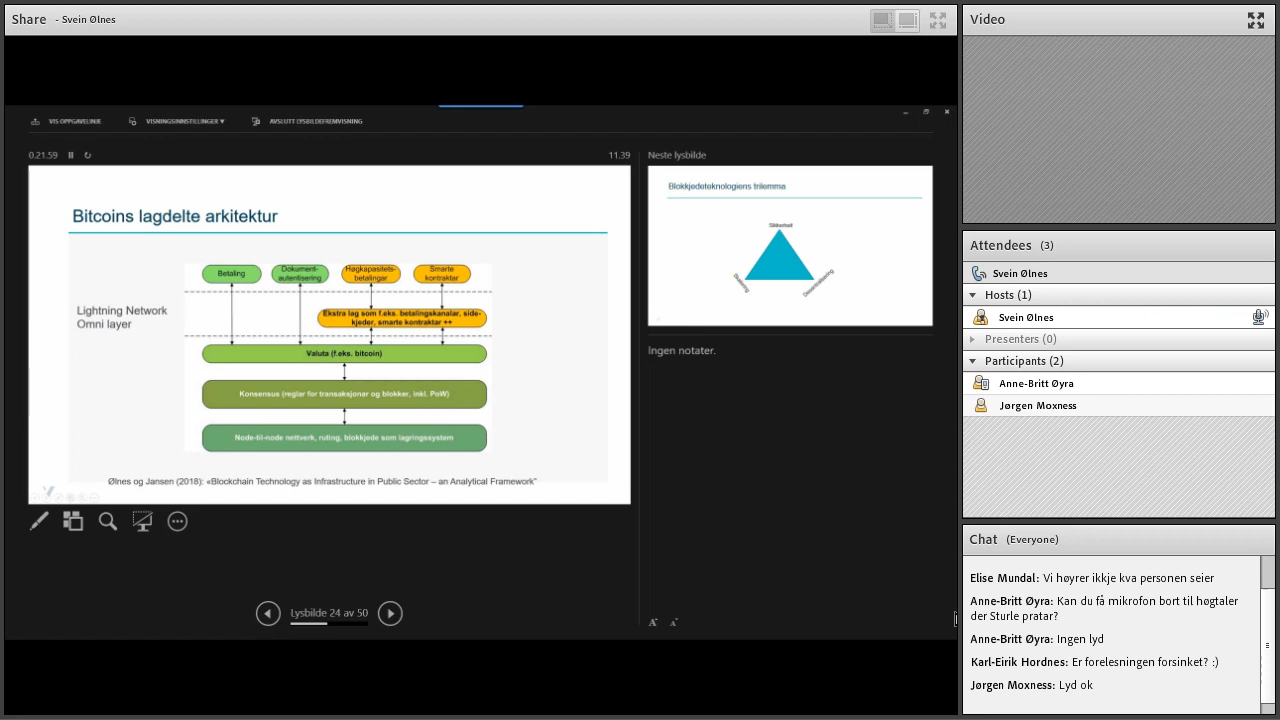 Share - Svein Ølnes
VIS OPPGAVELINJE
VISNINGSINNSTILLINGER ▼
AVSLUTT LYSBILDEFREMVISNING
0.21.59
11.39
Bitcoins lagdelte arkitektur
Betaling
Dokument-
autentisering
Høgkapasitets-
betalingar
Smarte
kontraktar
Lightning Network
Omni layer
Ekstra lag som f.eks. betalingskanalar, side-
kjeder, smarte kontraktar ++
Valuta (f.eks. bitcoin)
Konsensus (reglar for transaksjonar og blokker, inkl. PoW)
Node-til-node nettverk, ruting, blokkjede som lagringssystem
Ølnes og Jansen (2018): «Blockchain Technology as Infrastructure in Public Sector – an Analytical Framework"
Lysbilde 24 av 50
Neste lysbilde
Blokkjedeteknologiens trilemma
Sikkerheit
Skalering
Desentralisering
Ingen notater.
A A
Video
Attendees (3)
Svein Ølnes
Hosts (1)
Svein Ølnes
Presenters (0)
Participants (2)
Anne-Britt Øyra
Jørgen Moxness
Chat (Everyone)
Elise Mundal: Vi høyrer ikkje kva personen seier
Anne-Britt Øyra: Kan du få mikrofon bort til høgtaler
der Sturle pratar?
Anne-Britt Øyra: Ingen lyd
Karl-Eirik Hordnes: Er forelesningen forsinket? :)
Jørgen Moxness: Lyd ok